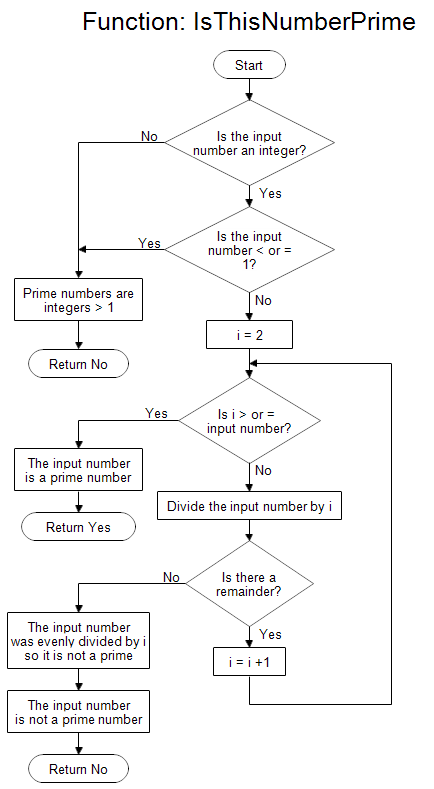 Function: IsThisNumberPrime
Start
Is the input
number an integer?
No
Yes
Is the input
number < or =
1?
Yes
No
Prime numbers are
integers > 1
Return No
i = 2
Is i > or =
input number?
Yes
No
The input number
is a prime number
Return Yes
Divide the input number by i
Is there a
remainder?
No
Yes
The input number
was evenly divided by i
so it is not a prime
i = i +1
The input number
is not a prime number
Return No